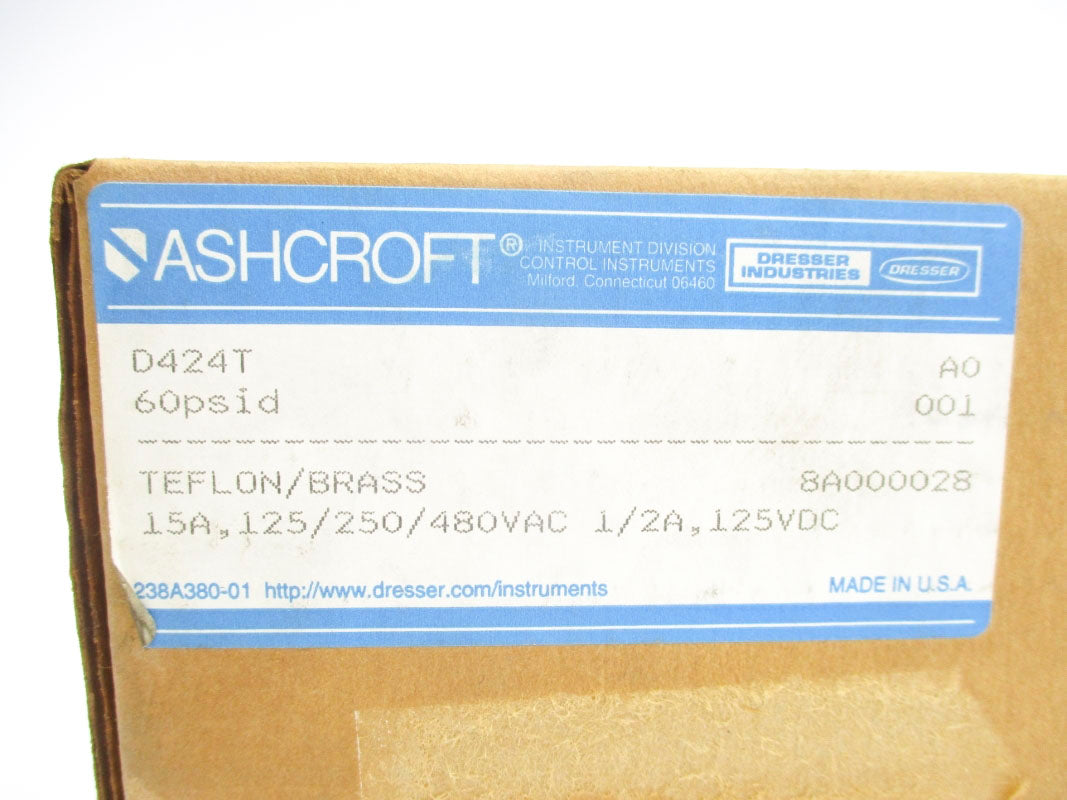 ASHCROFT®
INSTRUMENT DIVISION
CONTROL INSTRUMENTS
Milford, Connecticut 06460
DRESSER
INDUSTRIES
DRESSER
D424T AO
60psid 001
TEFLON/BRASS 8A000028
15A,125/250/480VAC 1/2A,125VDC
238A380-01 http://www.dresser.com/instruments MADE IN U.S.A.